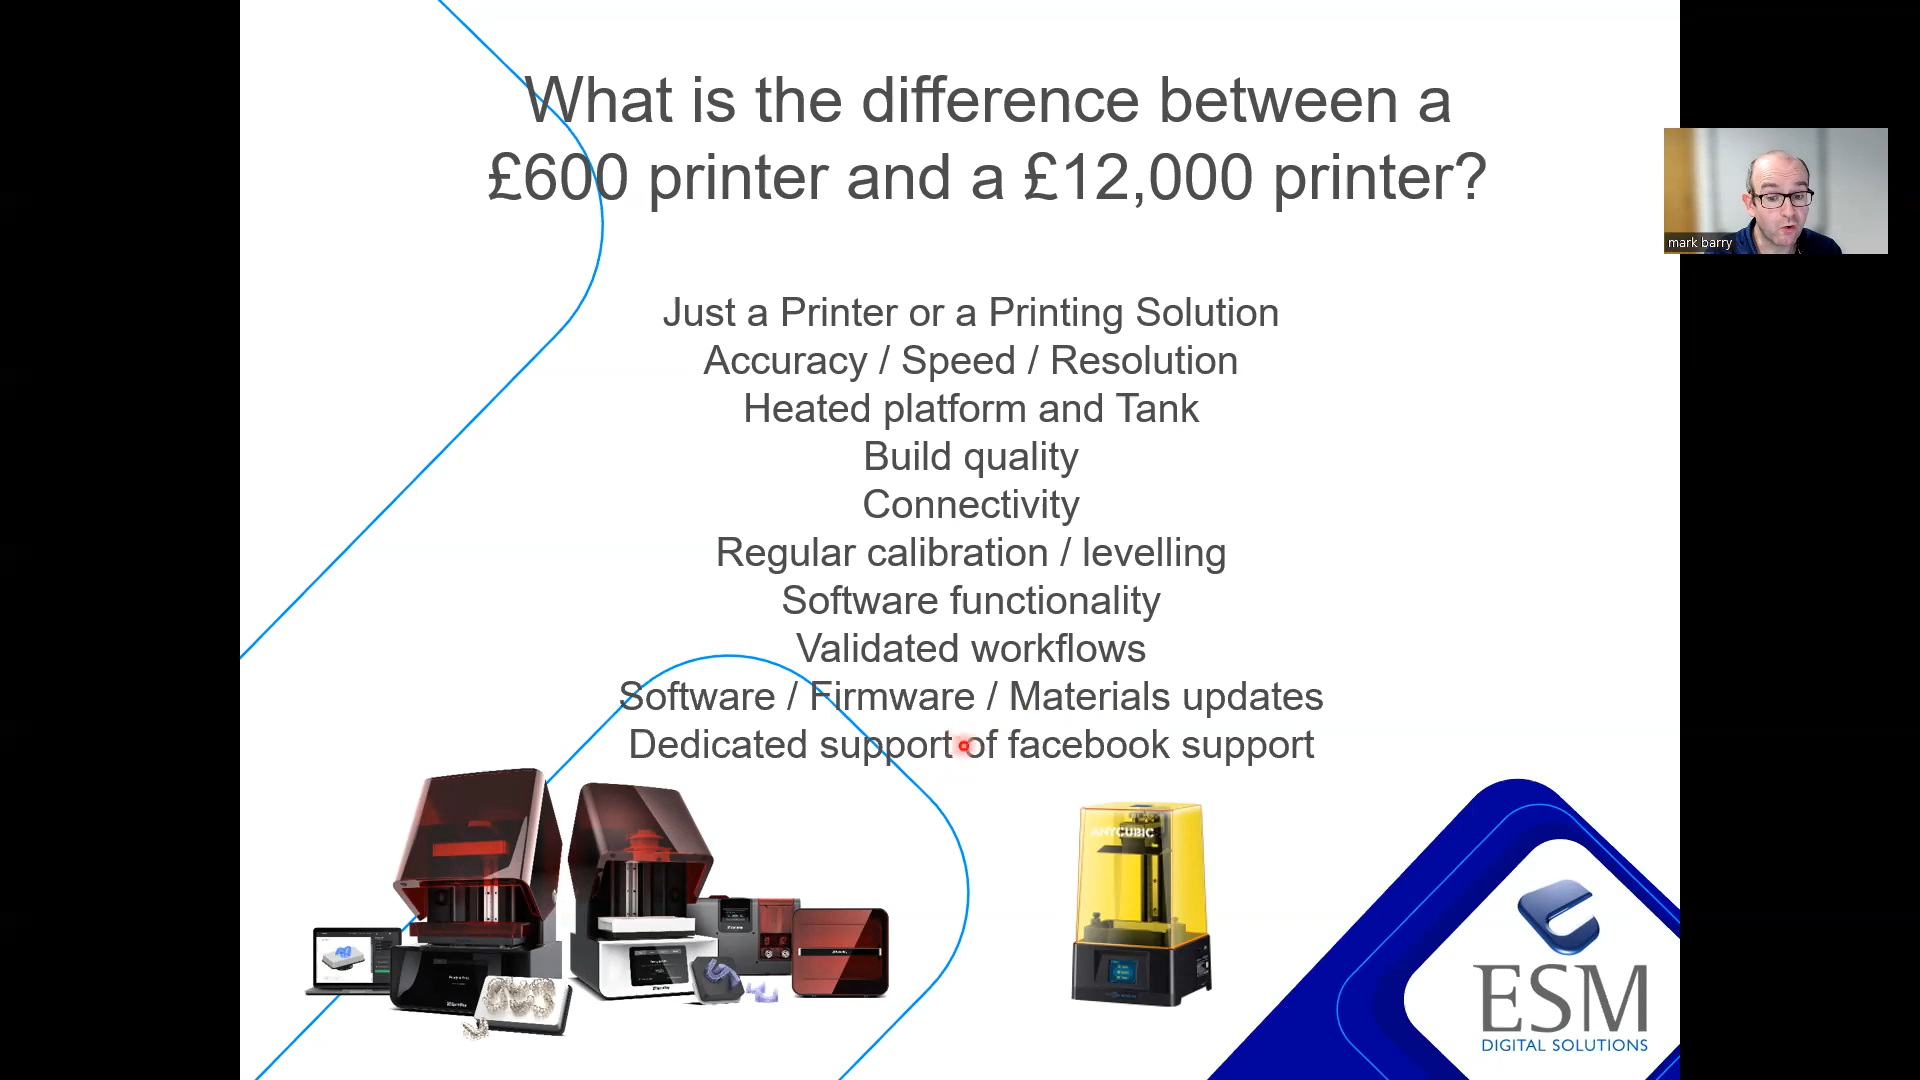 What is the difference between a
£600 printer and a £12,000 printer?
mark barry
Just a Printer or a Printing Solution
Accuracy / Speed / Resolution
Heated platform and Tank
Build quality
Connectivity
Regular calibration / levelling
Software functionality
Validated workflows
Software / Firmware / Materials updates
Dedicated support of facebook support
ANYCUBIC
ESM
DIGITAL SOLUTIONS